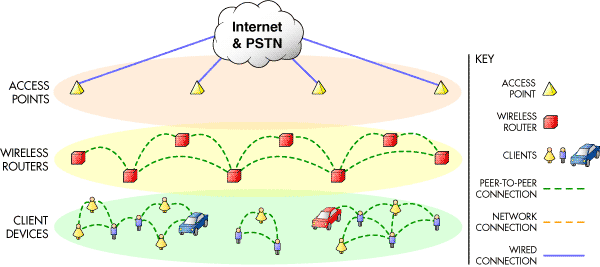 Internet
& PSTN
ACCESS
POINTS
WIRELESS
ROUTERS
CLIENT
DEVICES
KEY
ACCESS
POINT
WIRELESS
ROUTER
CLIENTS
PEER-TO-PEER
CONNECTION
NETWORK
CONNECTION
WIRED
CONNECTION